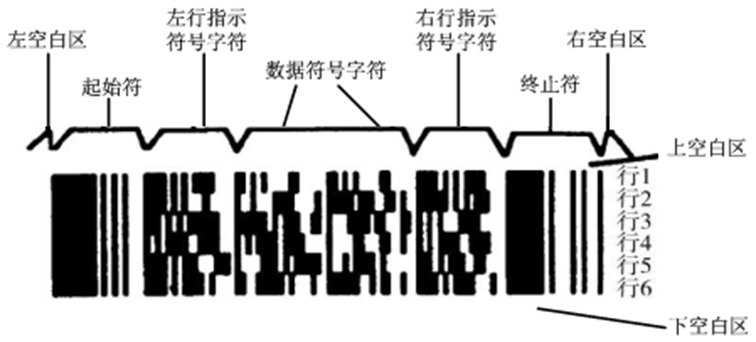 左空白区
左行指示
符号字符
右行指示
符号字符
右空白区
起始符
数据符号字符
终止符
上空白区
行1
行2
行3
行4
行5
行6
下空白区